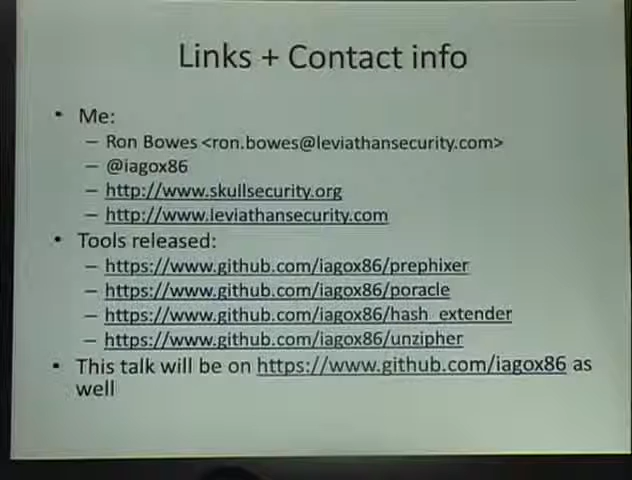 Links + Contact info
• Me:
– Ron Bowes <ron.bowes@leviathansecurity.com>
– @iagox86
– http://www.skullsecurity.org
– http://www.leviathansecurity.com
• Tools released:
– https://www.github.com/iagox86/prephixer
– https://www.github.com/iagox86/poracle
– https://www.github.com/iagox86/hash_extender
– https://www.github.com/iagox86/unzipher
• This talk will be on https://www.github.com/iagox86 as
well